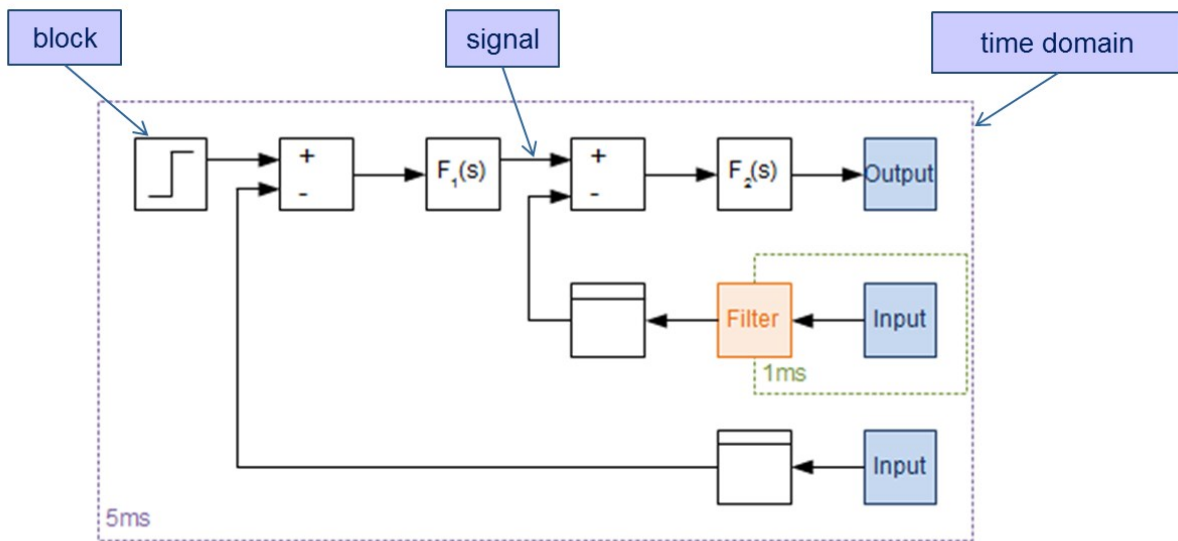 block
signal
time domain
+
-
F₁(s)
+
-
F₂(s)
Output
Filter
Input
1ms
Input
5ms